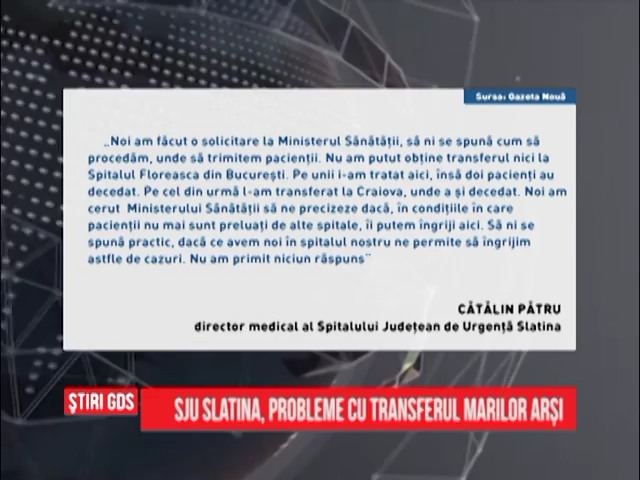 Sursa: Gazeta Nouă
„Noi am făcut o solicitare la Ministerul Sănătății, să ni se spună cum să
procedăm, unde să trimitem pacienții. Nu am putut obține transferul nici la
Spitalul Floreasca din București. Pe unii i-am tratat aici, însă doi pacienți au
decedat. Pe cel din urmă l-am transferat la Craiova, unde a și decedat. Noi am
cerut Ministerului Sănătății să ne precizeze dacă, în condițiile în care
pacienții nu mai sunt preluați de alte spitale, îi putem îngriji aici. Să ni se
spună practic, dacă ce avem noi în spitalul nostru ne permite să îngrijim
astfle de cazuri. Nu am primit niciun răspuns”
CĂTĂLIN PĂTRU
director medical al Spitalului Județean de Urgență Slatina
ȘTIRI GDS
SJU SLATINA, PROBLEME CU TRANSFERUL MARILOR ARȘI